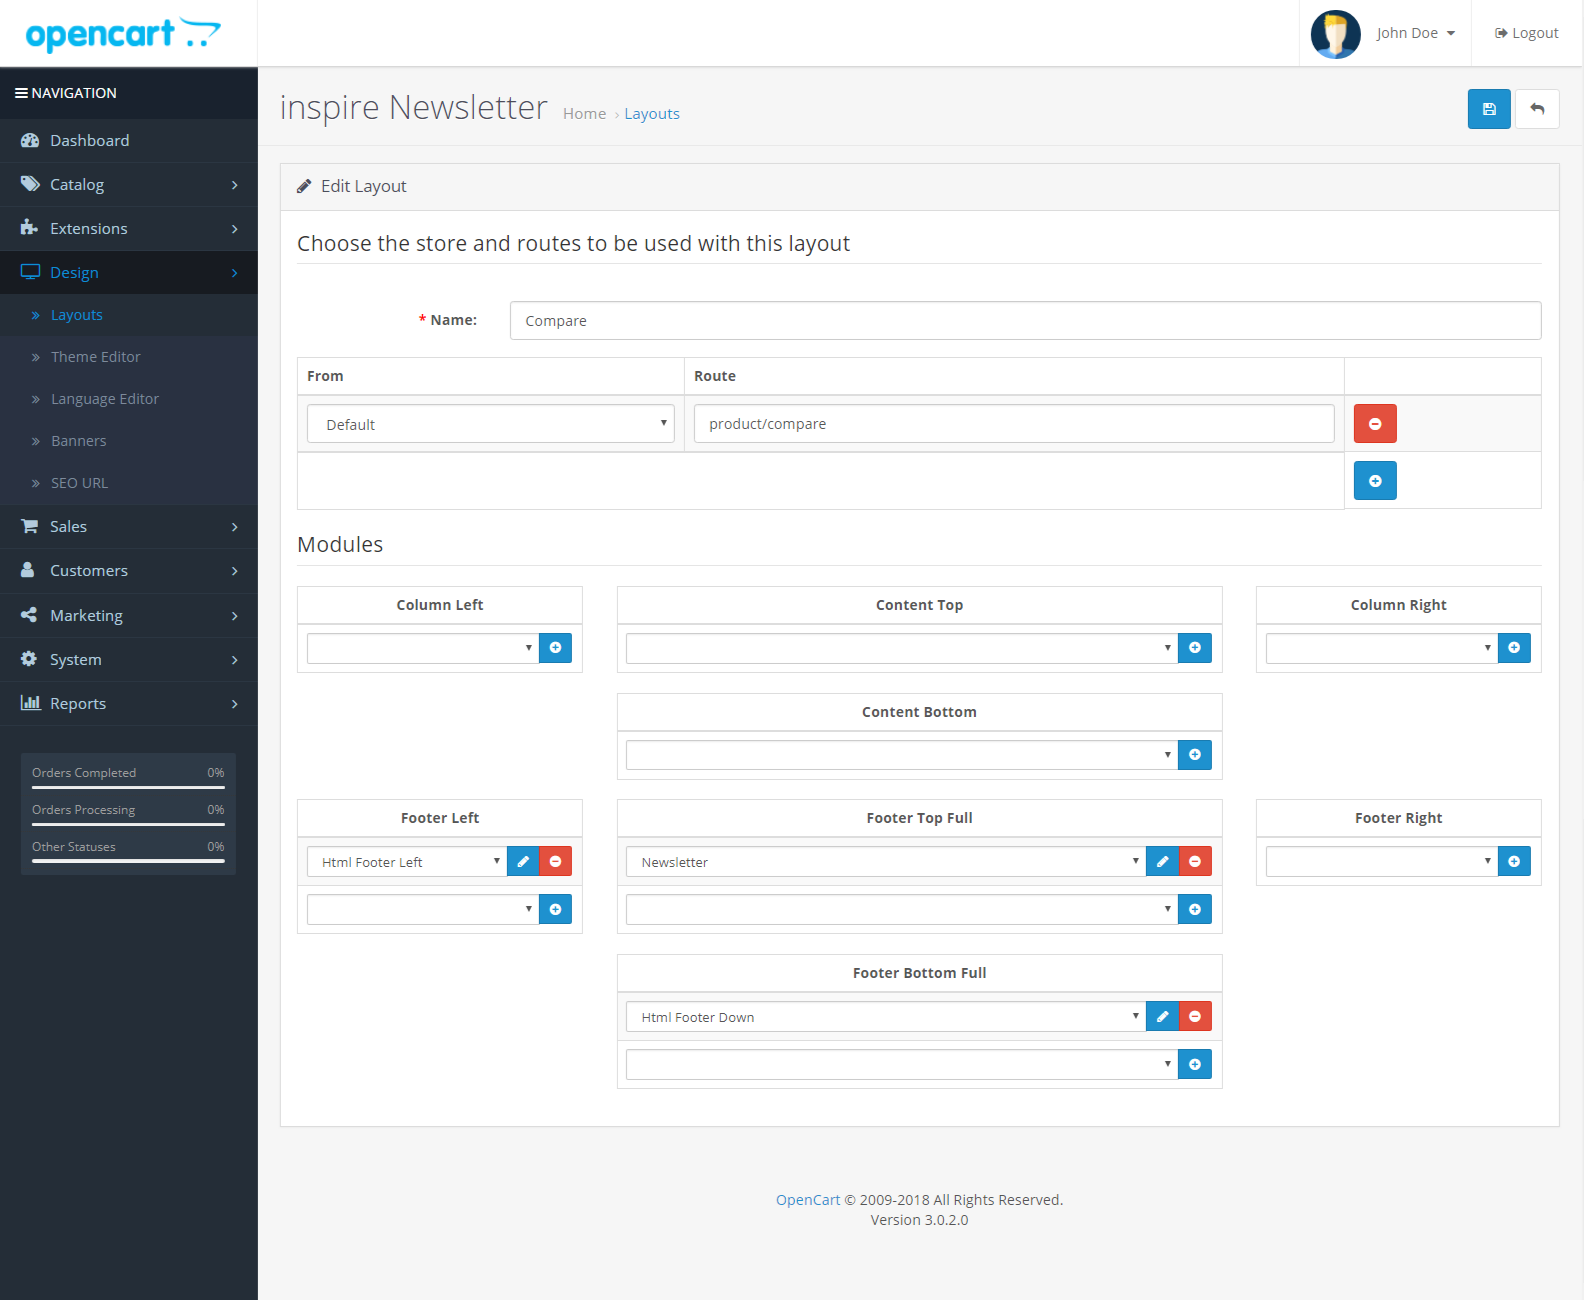 opencart
John Doe
Logout
NAVIGATION
Dashboard
Catalog
Extensions
Design
Layouts
Theme Editor
Language Editor
Banners
SEO URL
Sales
Customers
Marketing
System
Reports
Orders Completed 0%
Orders Processing 0%
Other Statuses 0%
inspire Newsletter
Home › Layouts
Edit Layout
Choose the store and routes to be used with this layout
* Name: Compare
From Route
Default product/compare
Modules
Column Left Content Top Column Right
Content Bottom
Footer Left Footer Top Full Footer Right
Html Footer Left Newsletter
Footer Bottom Full
Html Footer Down
OpenCart © 2009-2018 All Rights Reserved.
Version 3.0.2.0